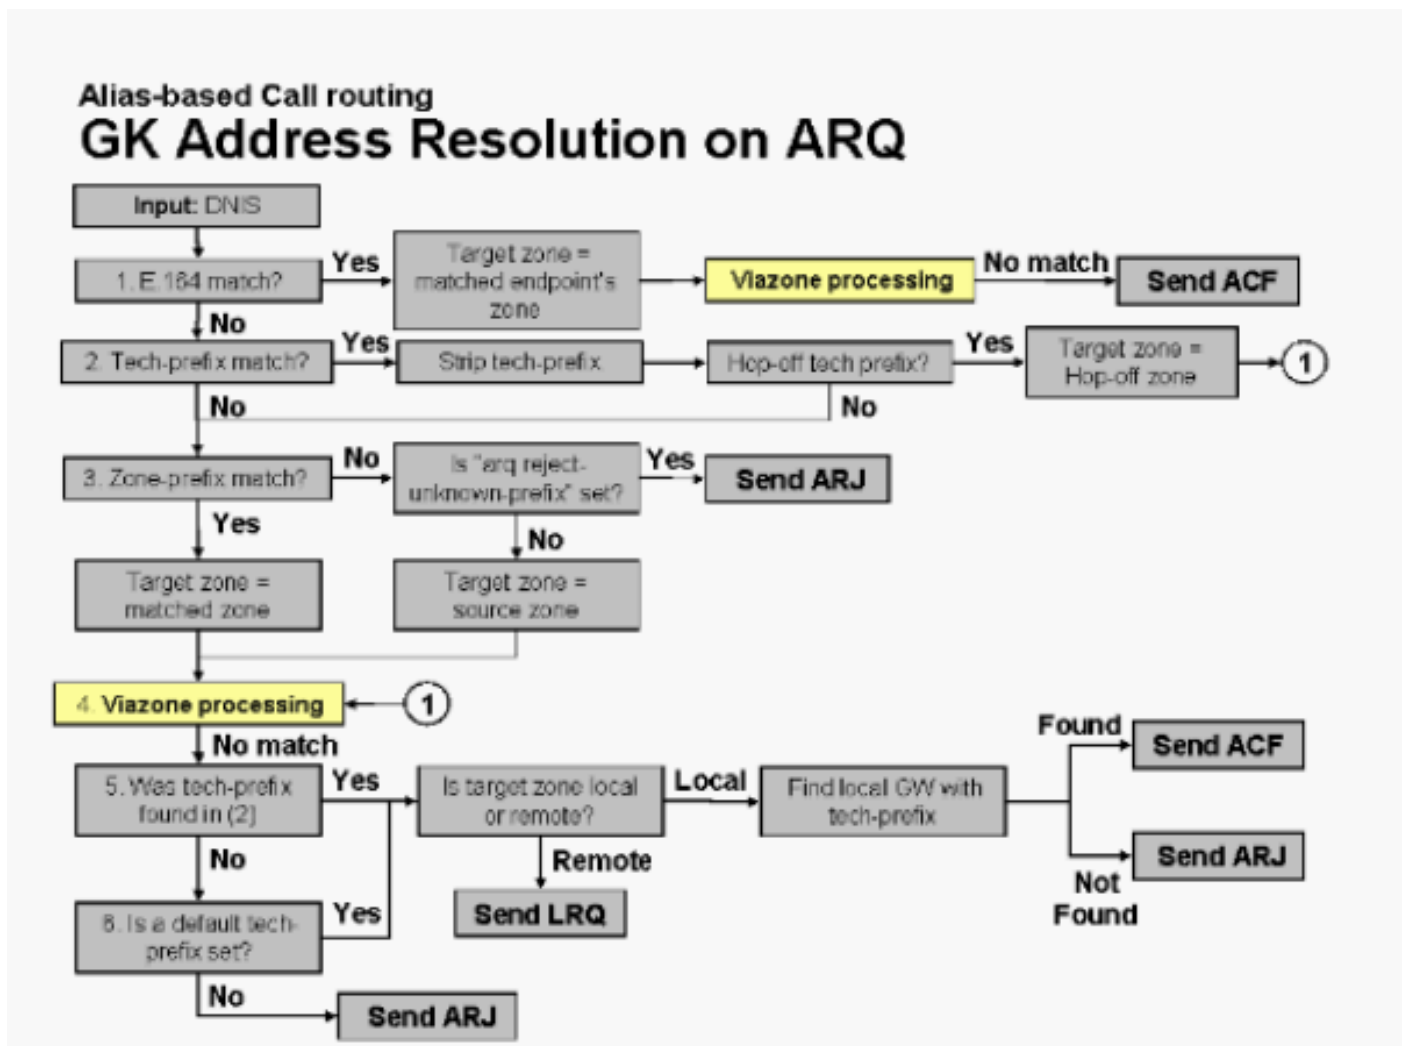 Alias-based Call routing
GK Address Resolution on ARQ
Input: DNIS
1. E.164 match?
Yes
Target zone =
matched endpoint's
zone
Viazone processing
No match
Send ACF
No
2. Tech-prefix match?
Yes
Strip tech-prefix
Hop-off tech prefix?
Yes
Target zone =
Hop-off zone
1
No
No
3. Zone-prefix match?
No
Is "arq reject-
unknown-prefix" set?
Yes
Send ARJ
Yes
No
Target zone =
matched zone
Target zone =
source zone
4. Viazone processing
1
No match
5. Was tech-prefix
found in (2)
Yes
Is target zone local
or remote?
Local
Find local GW with
tech-prefix
Found
Send ACF
Send ARJ
Not
Found
No
Remote
Send LRQ
6. Is a default tech-
prefix set?
Yes
No
Send ARJ